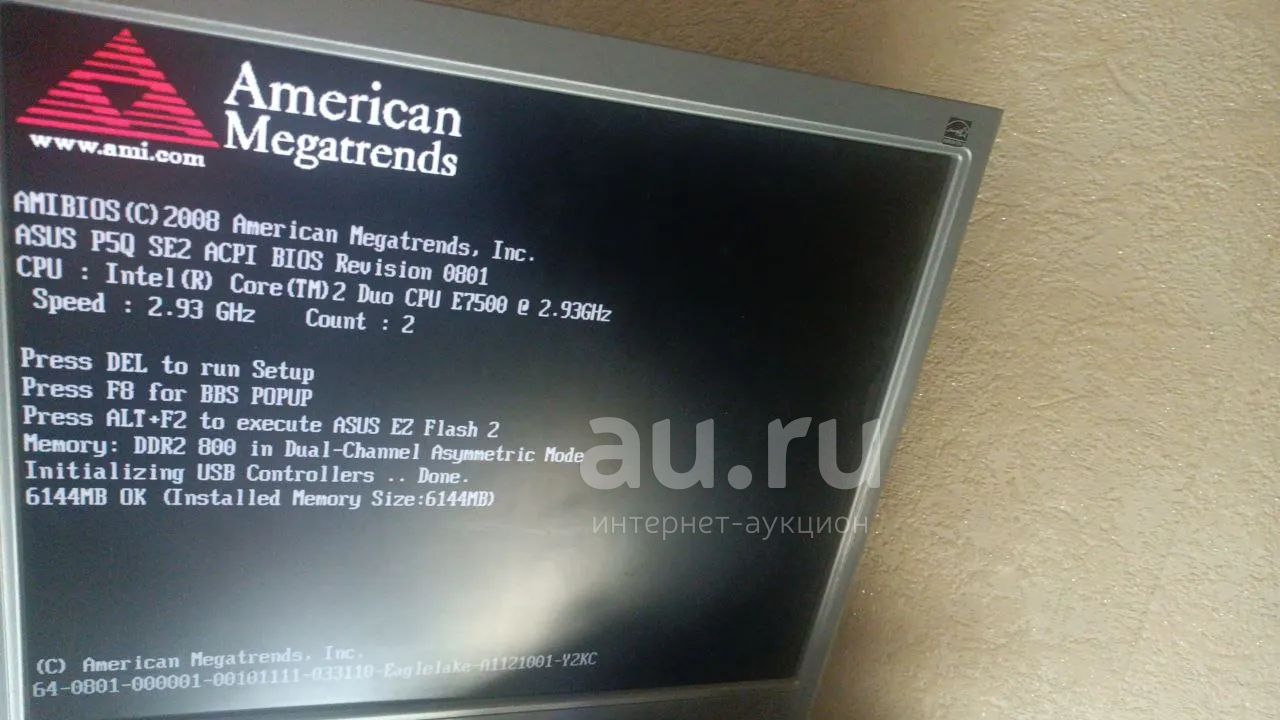 American
Megatrends
www.ami.com
AMIBIOS(C)2008 American Megatrends, Inc.
ASUS P5Q SE2 ACPI BIOS Revision 0801
CPU : Intel(R) Core(TM)2 Duo CPU E7500 @ 2.93GHz
Speed : 2.93 GHz Count : 2
Press DEL to run Setup
Press F8 for BBS POPUP
Press ALT+F2 to execute ASUS EZ Flash 2
Memory: DDR2 800 in Dual-Channel Asymmetric Mode
Initializing USB Controllers .. Done.
6144MB OK (Installed Memory Size:6144MB)
(C) American Megatrends, Inc.
64-0801-000001-00101111-033110-Eaglelake-A1121001-Y2KC
au.ru
интернет-аукцион